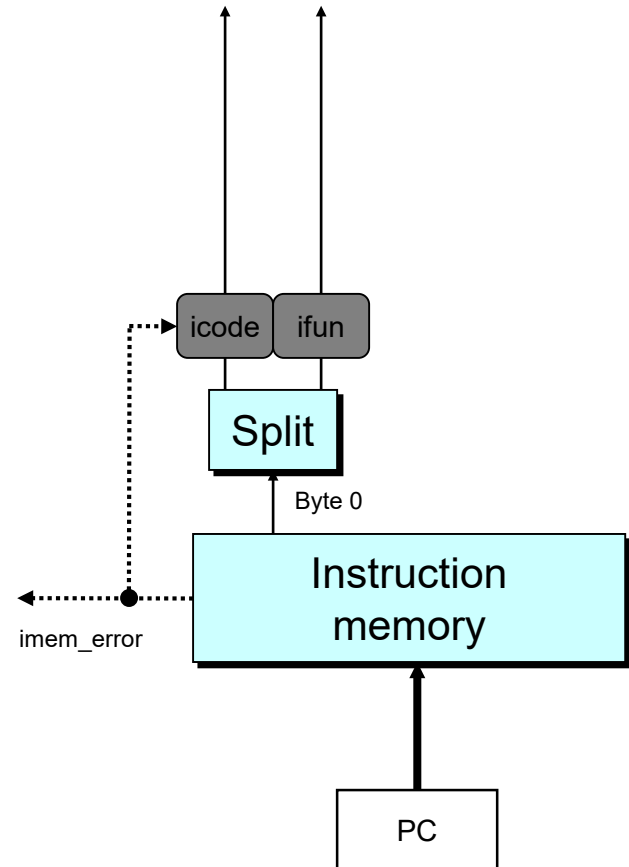 icode ifun
Split
Byte 0
Instruction
memory
imem_error
PC